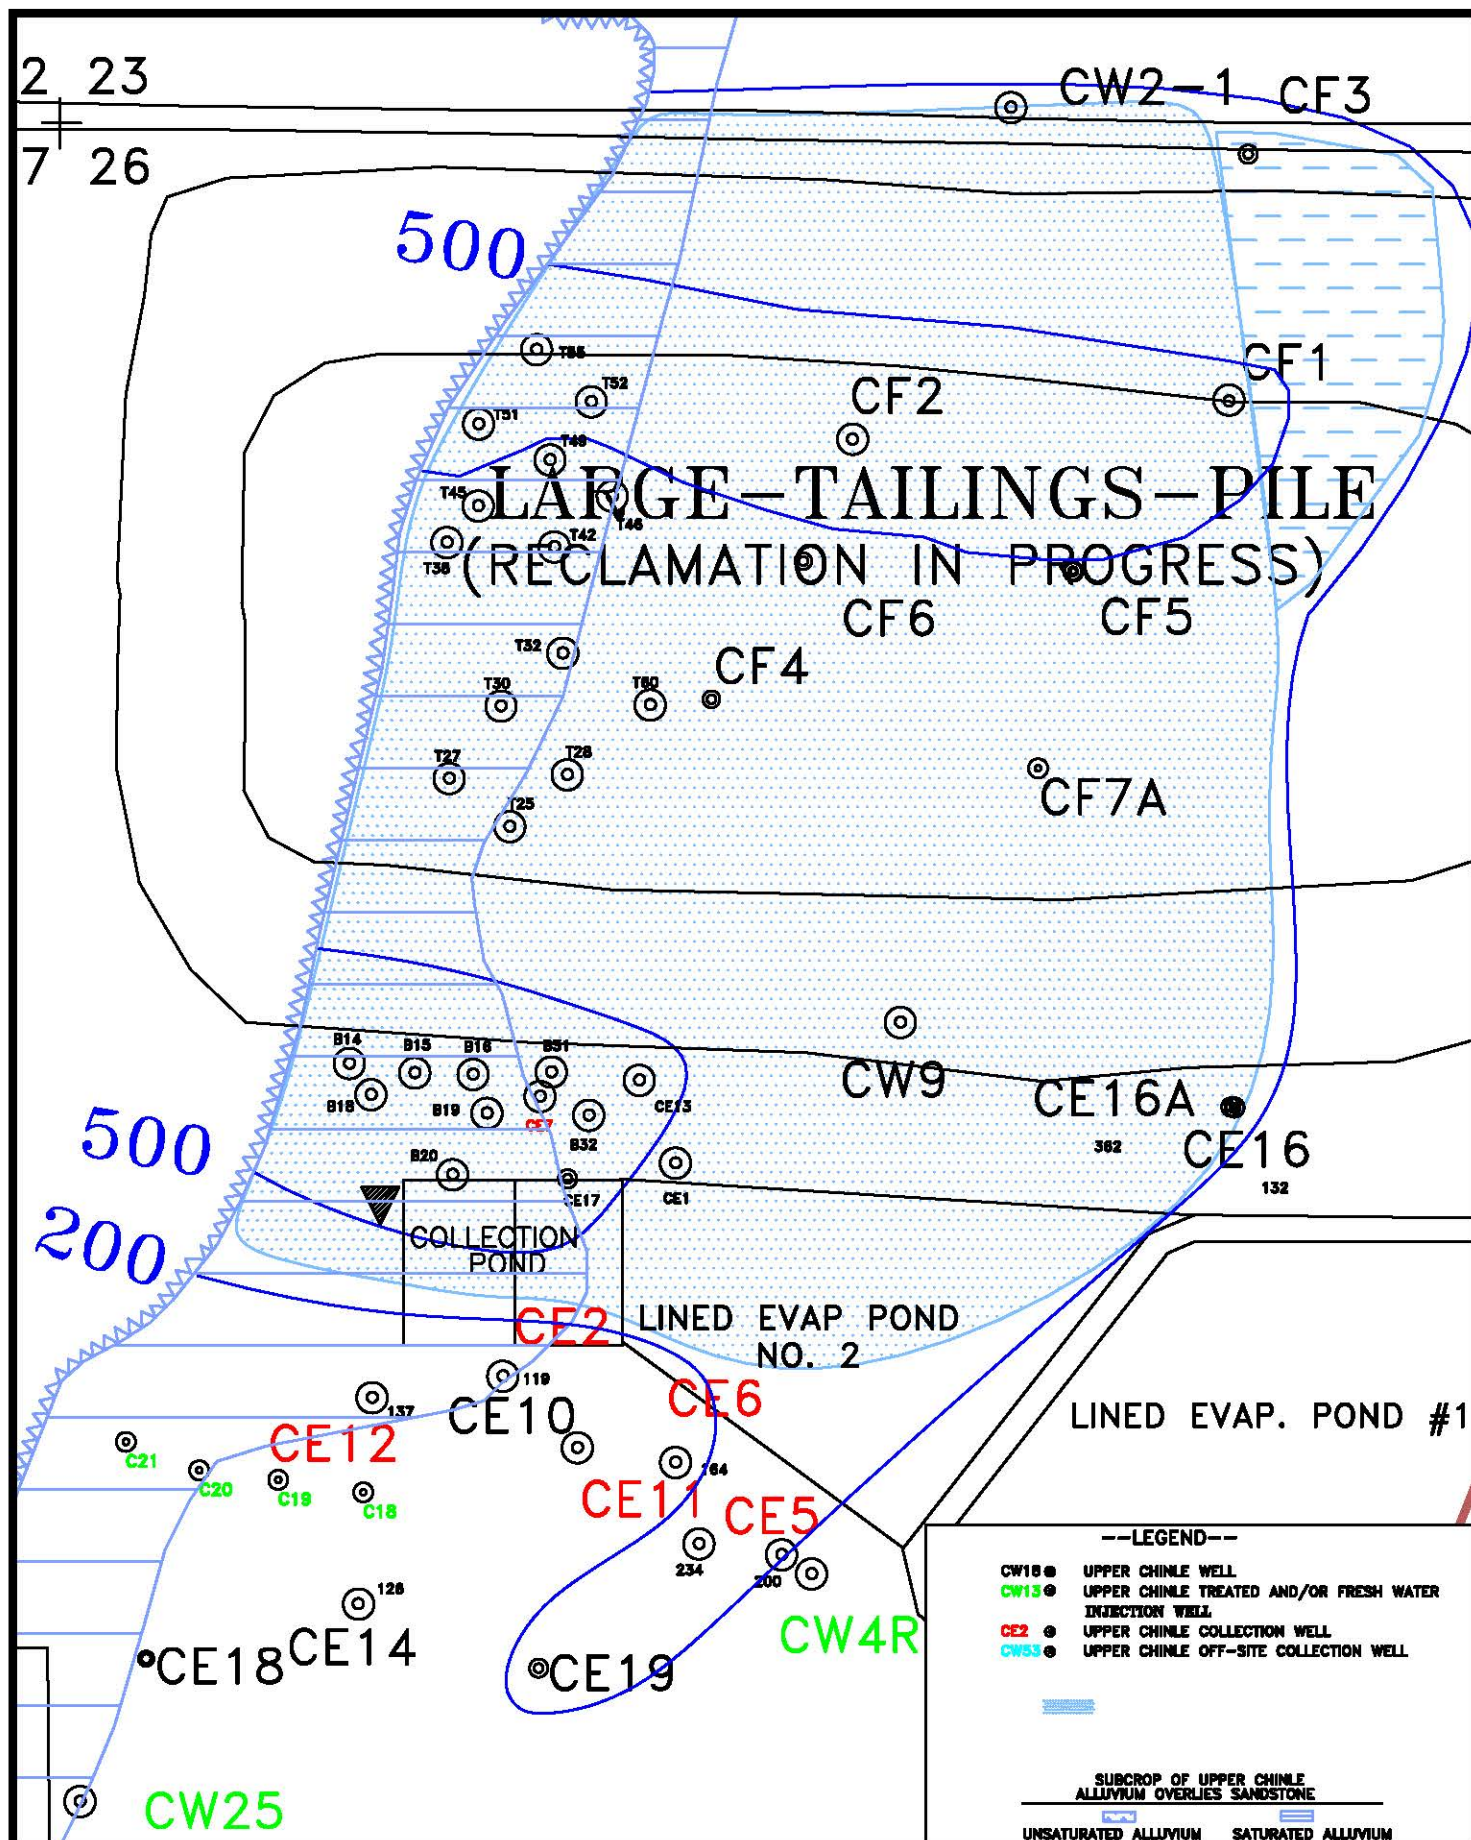 2 23
7 26
CW2-1
CF3
500
T55
T52
T51
T49
CF1
CF2
T45
T46
LARGE-TAILINGS-PILE
T42
T38
(RECLAMATION IN PROGRESS)
CF6
CF5
T32
CF4
T30
T60
T27
T28
CF7A
T25
B14
B15
B16
B31
CW9
CE16A
CE13
B18
B19
CE7
B32
500
362
CE16
132
B20
CE17
CE1
200
COLLECTION
POND
CE2
LINED EVAP POND
NO. 2
119
CE6
137
CE10
LINED EVAP. POND #1
CE12
C21
C20
C19
C18
164
CE11
CE5
234
200
126
CW4R
CE18
CE14
CE19
CW25
--LEGEND--
CW18 UPPER CHINLE WELL
CW13 UPPER CHINLE TREATED AND/OR FRESH WATER
INJECTION WELL
CE2 UPPER CHINLE COLLECTION WELL
CW53 UPPER CHINLE OFF-SITE COLLECTION WELL
SUBCROP OF UPPER CHINLE
ALLUVIUM OVERLIES SANDSTONE
UNSATURATED ALLUVIUM SATURATED ALLUVIUM